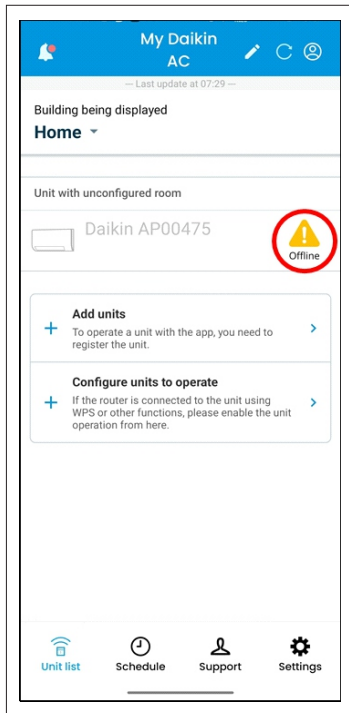 My Daikin
AC
--- Last update at 07:29 ---
Building being displayed
Home
Unit with unconfigured room
Daikin AP00475
Offline
Add units
To operate a unit with the app, you need to
register the unit.
Configure units to operate
If the router is connected to the unit using
WPS or other functions, please enable the unit
operation from here.
Unit list Schedule Support Settings